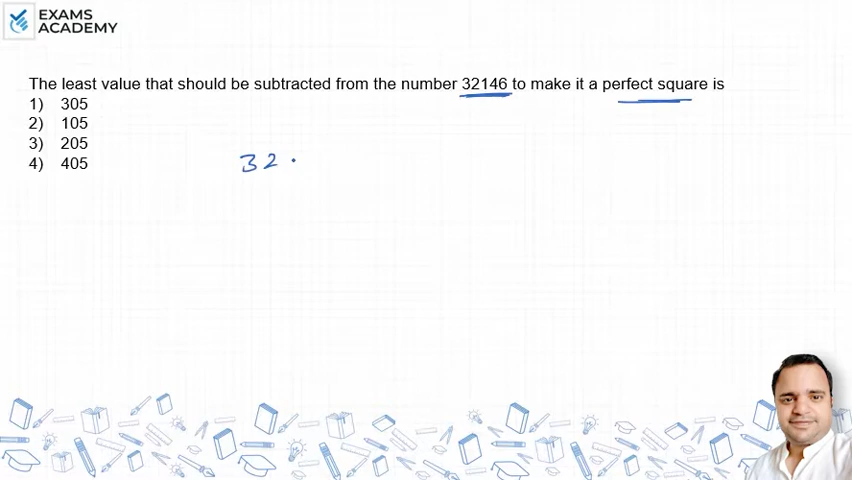 EXAMS
ACADEMY
The least value that should be subtracted from the number 32146 to make it a perfect square is
1) 305
2) 105
3) 205
4) 405
32